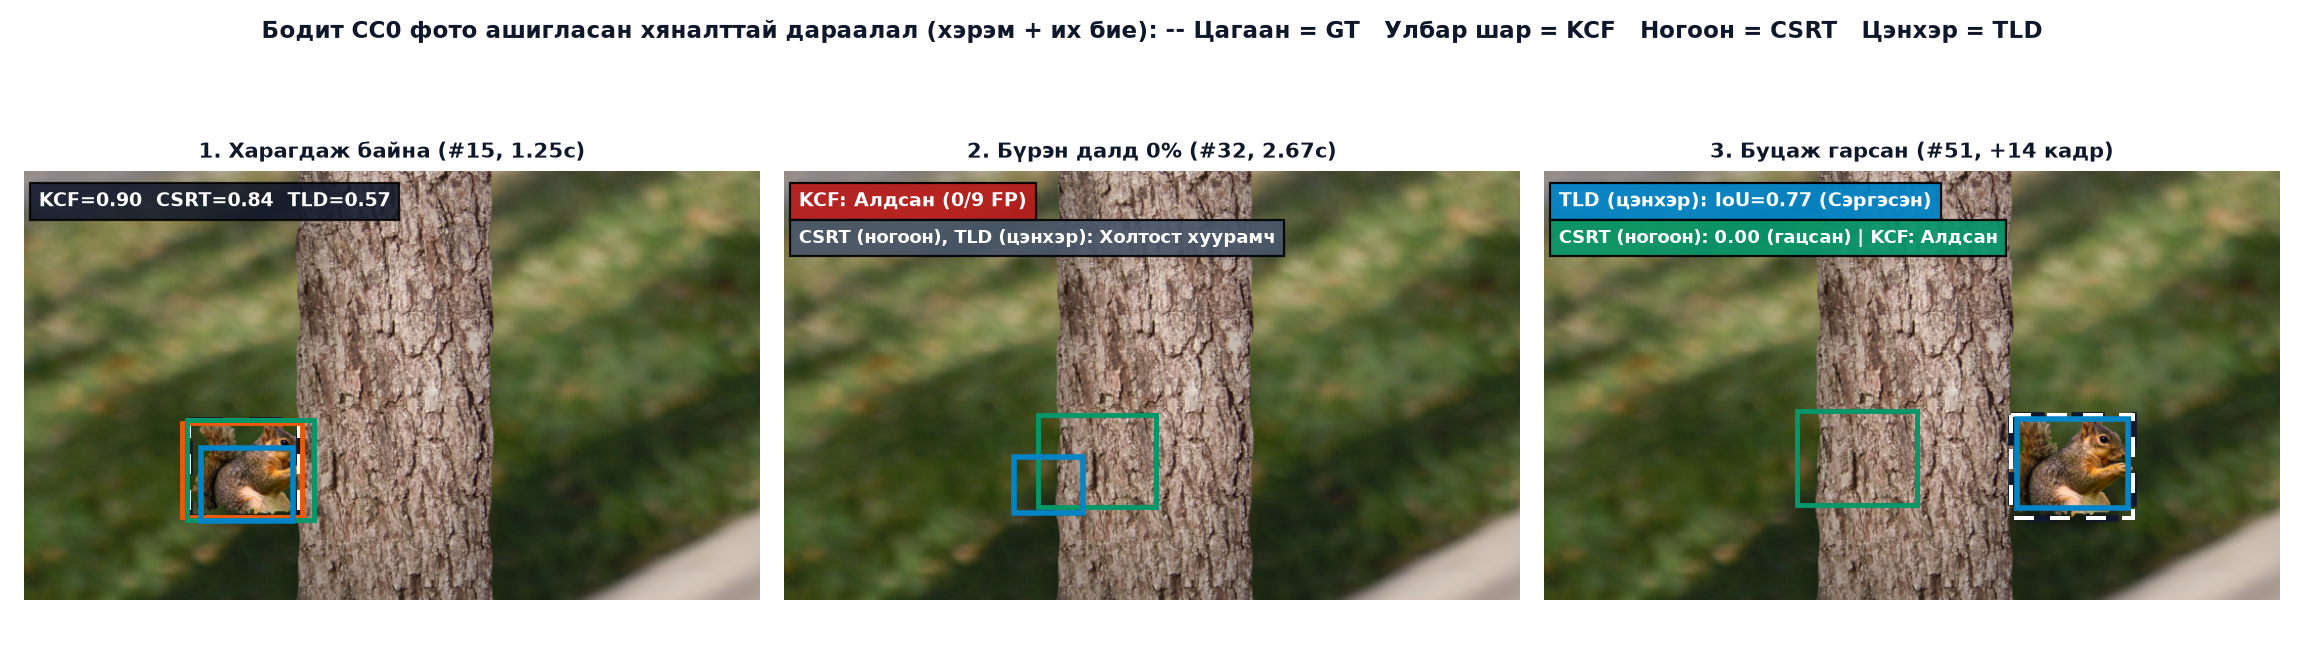 Бодит CC0 фото ашигласан хяналттай дараалал (хэрэм + их бие): -- Цагаан = GT   Улбар шар = KCF   Ногоон = CSRT   Цэнхэр = TLD
1. Харагдаж байна (#15, 1.25с)
KCF=0.90  CSRT=0.84  TLD=0.57
2. Бүрэн далд 0% (#32, 2.67с)
KCF: Алдсан (0/9 FP)
CSRT (ногоон), TLD (цэнхэр): Холтост хуурамч
3. Буцаж гарсан (#51, +14 кадр)
TLD (цэнхэр): IoU=0.77 (Сэргэсэн)
CSRT (ногоон): 0.00 (гацсан) | KCF: Алдсан